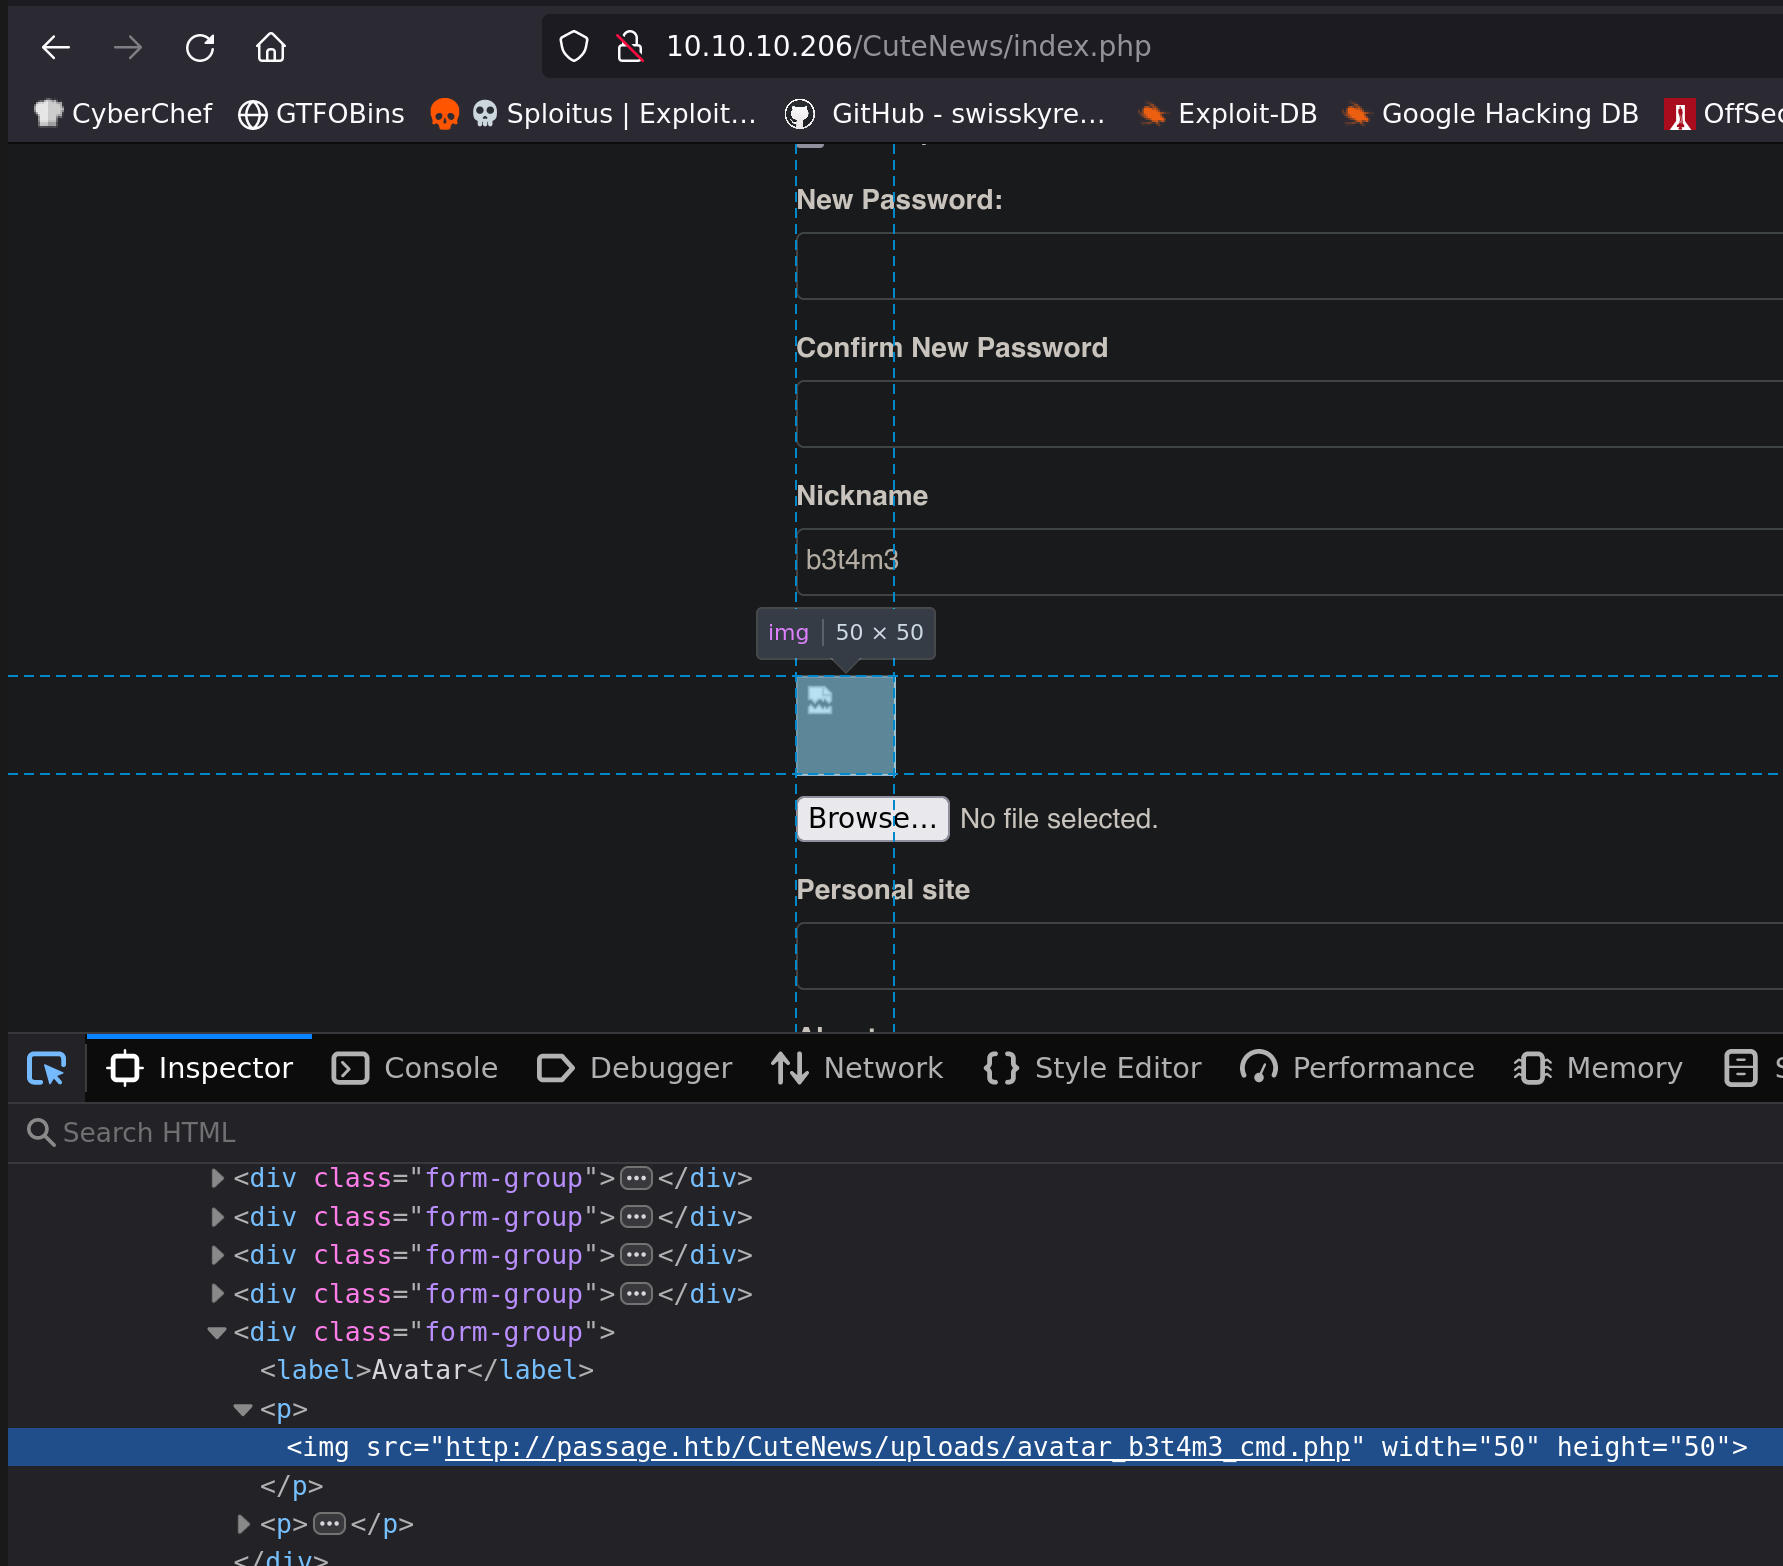 10.10.10.206/CuteNews/index.php
CyberChef GTFOBins Sploitus | Exploit… GitHub - swisskyre… Exploit-DB Google Hacking DB OffSec
New Password:
Confirm New Password
Nickname
b3t4m3
img 50 × 50
Browse… No file selected.
Personal site
Inspector Console Debugger Network Style Editor Performance Memory
Search HTML
<div class="form-group"></div>
<div class="form-group"></div>
<div class="form-group"></div>
<div class="form-group"></div>
<div class="form-group">
<label>Avatar</label>
<p>
<img src="http://passage.htb/CuteNews/uploads/avatar_b3t4m3_cmd.php" width="50" height="50">
</p>
<p></p>
</div>